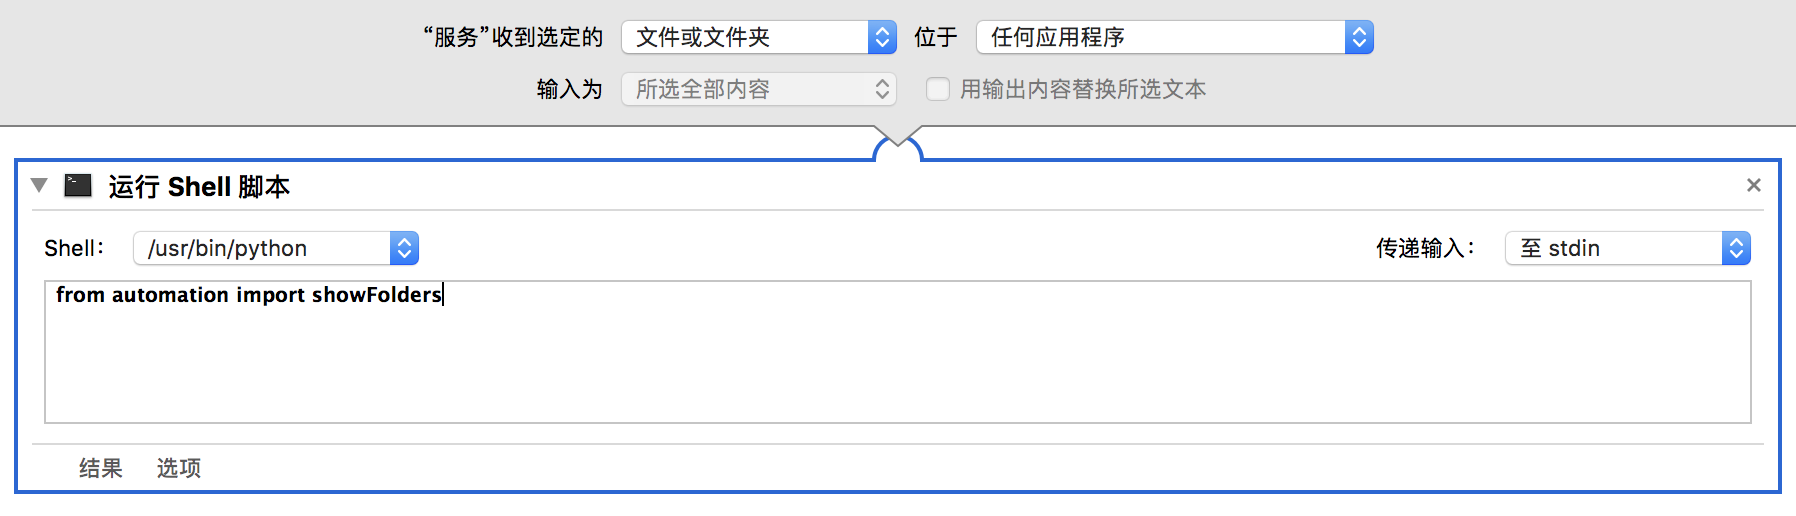 “服务”收到选定的 文件或文件夹 位于 任何应用程序
输入为 所选全部内容 用输出内容替换所选文本
运行 Shell 脚本
Shell： /usr/bin/python 传递输入： 至 stdin
from automation import showFolders
结果 选项